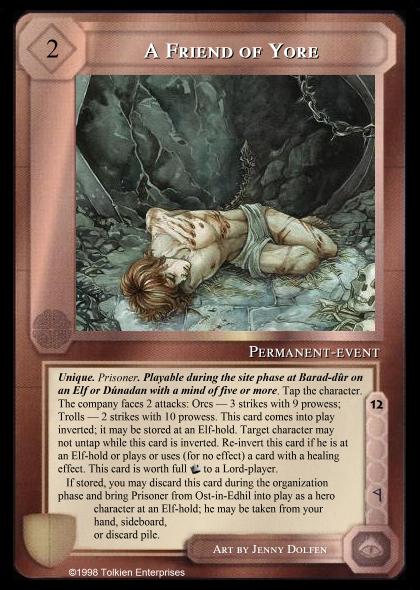 2
A Friend of Yore
Permanent-event
Unique. Prisoner. Playable during the site phase at Barad-dûr on
an Elf or Dúnadan with a mind of five or more. Tap the character.
The company faces 2 attacks: Orcs — 3 strikes with 9 prowess;
Trolls — 2 strikes with 10 prowess. This card comes into play
inverted; it may be stored at an Elf-hold. Target character may
not untap while this card is inverted. Re-invert this card if he is at
an Elf-hold or plays or uses (for no effect) a card with a healing
effect. This card is worth full to a Lord-player.
If stored, you may discard this card during the organization
phase and bring Prisoner from Ost-in-Edhil into play as a hero
character at an Elf-hold; he may be taken from your
hand, sideboard,
or discard pile.
12
Art by Jenny Dolfen
©1998 Tolkien Enterprises